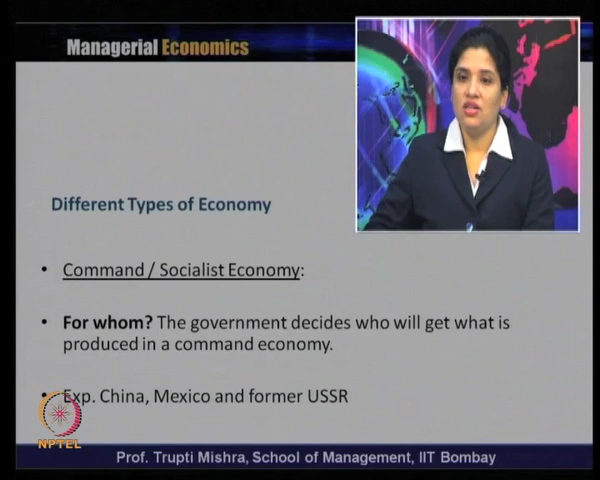 Managerial Economics
Different Types of Economy
• Command / Socialist Economy:
• For whom? The government decides who will get what is
produced in a command economy.
• Exp. China, Mexico and former USSR
NPTEL
Prof. Trupti Mishra, School of Management, IIT Bombay